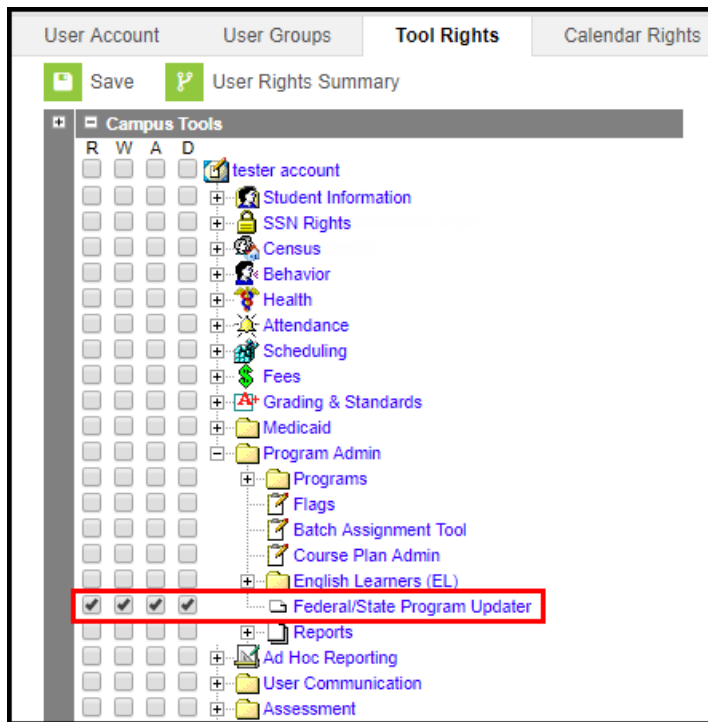 User Account User Groups Tool Rights Calendar Rights
Save User Rights Summary
Campus Tools
R W A D
tester account
Student Information
SSN Rights
Census
Behavior
Health
Attendance
Scheduling
Fees
Grading & Standards
Medicaid
Program Admin
Programs
Flags
Batch Assignment Tool
Course Plan Admin
English Learners (EL)
Federal/State Program Updater
Reports
Ad Hoc Reporting
User Communication
Assessment